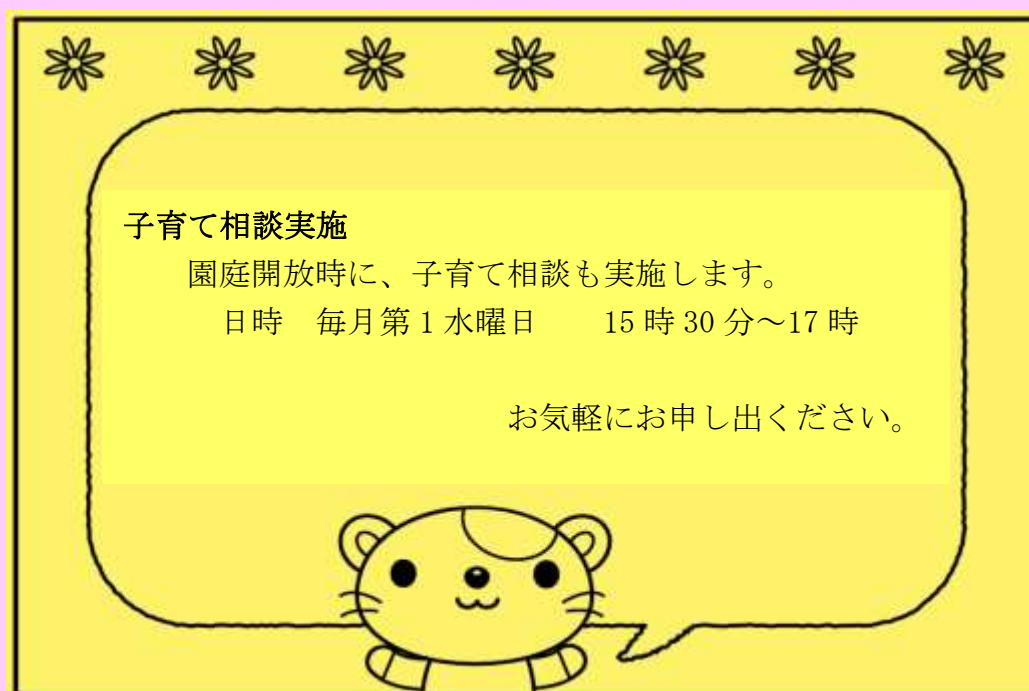 子育て相談実施
園庭開放時に、子育て相談も実施します。
日時　毎月第1水曜日　　15時30分～17時
お気軽にお申し出ください。